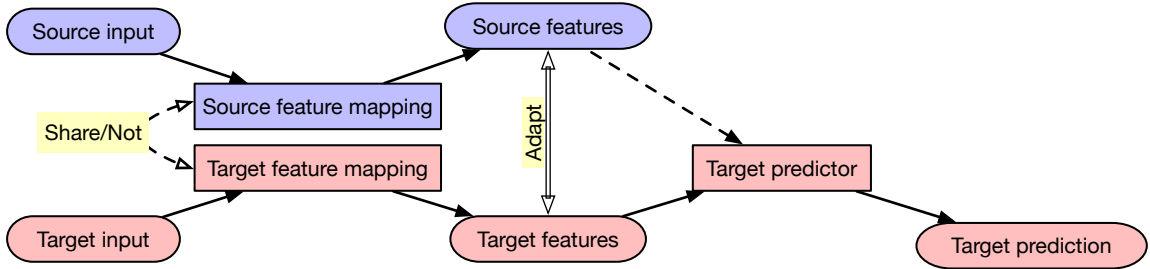 Source input
Source features
Source feature mapping
Share/Not
Adapt
Target feature mapping
Target predictor
Target input
Target features
Target prediction